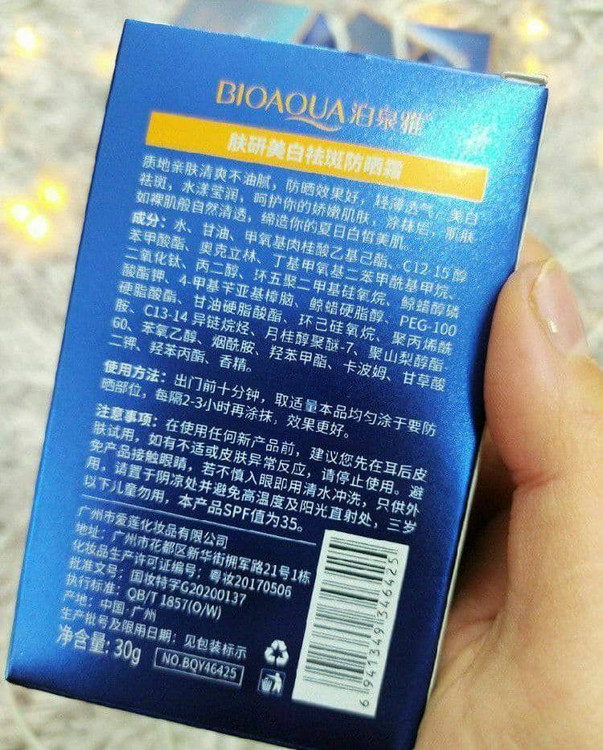 BIOAQUA 泊泉雅
肤研美白祛斑防晒霜
质地亲肤清爽不油腻，防晒效果好，轻薄透气，美白
祛斑，水漾莹润，呵护你的娇嫩肌肤，涂抹后，肌肤
如裸肌般自然清透，缔造你的夏日白皙美肌。
成分：水、甘油、甲氧基肉桂酸乙基己酯、C12-15醇
苯甲酸酯、奥克立林、丁基甲氧基二苯甲酰基甲烷、
二氧化钛、丙二醇、环五聚二甲基硅氧烷、鲸蜡醇磷
酸酯钾、4-甲基苄亚基樟脑、鲸蜡硬脂醇、PEG-100
硬脂酸酯、甘油硬脂酸酯、环己硅氧烷、聚丙烯酰
胺、C13-14异链烷烃、月桂醇聚醚-7、聚山梨醇酯-
60、苯氧乙醇、烟酰胺、羟苯甲酯、卡波姆、甘草酸
二钾、羟苯丙酯、香精。
使用方法：出门前十分钟，取适量本品均匀涂于要防
晒部位，每隔2-3小时再涂抹，效果更好。
注意事项：在使用任何新产品前，建议您先在耳后皮
肤试用，如有不适或皮肤异常反应，请停止使用。避
免产品接触眼睛，若不慎入眼即用清水冲洗，只供外
用，请置于阴凉处并避免高温度及阳光直射处，三岁
以下儿童勿用，本产品SPF值为35。
广州市爱莲化妆品有限公司
地址：广州市花都区新华街拥军路21号1栋
化妆品生产许可证编号：粤妆20170506
批准文号：国妆特字G20200137
执行标准：QB/T 1857(O/W)
产地：中国·广州
生产批号及限用日期：见包装标示
净含量：30g
NO.BQY46425
6941349346425